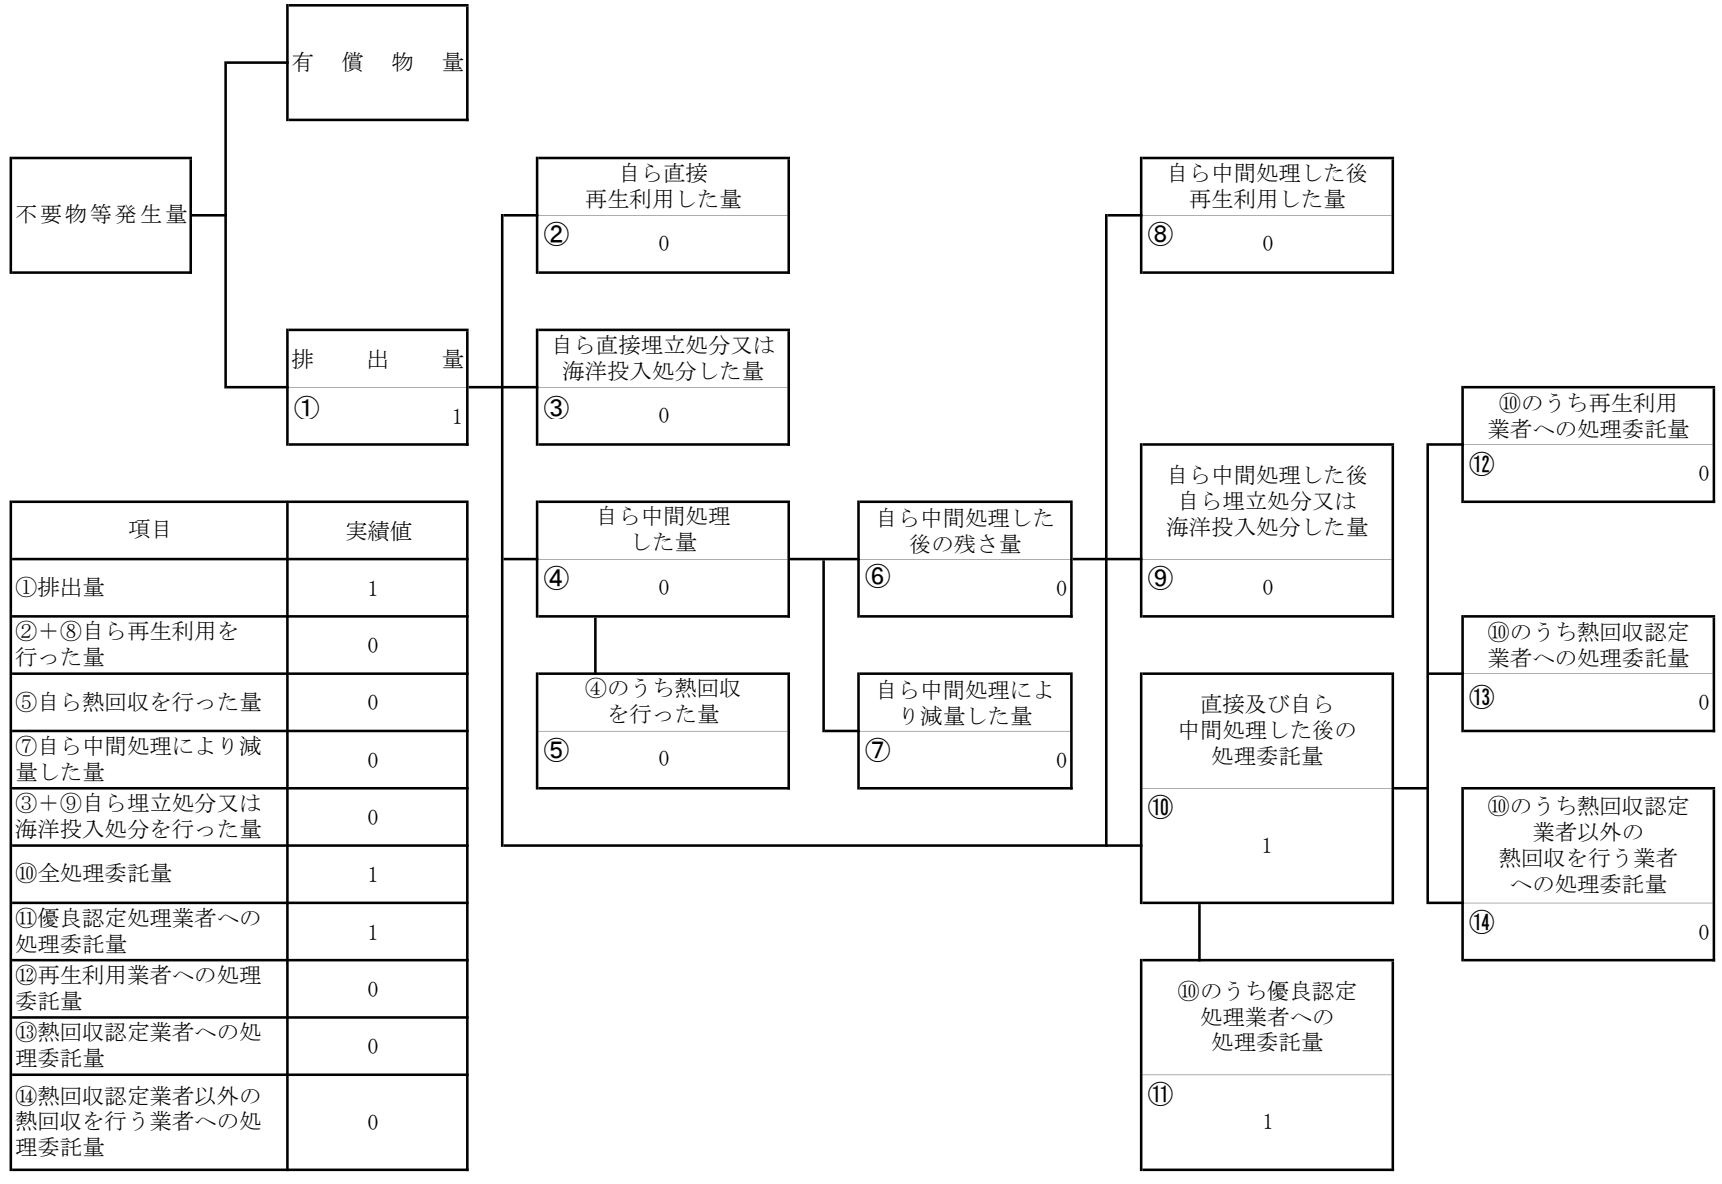 有償物量
不要物等発生量
排出量
①
1
自ら直接
再生利用した量
②
0
自ら直接埋立処分又は
海洋投入処分した量
③
0
自ら中間処理
した量
④
0
④のうち熱回収
を行った量
⑤
0
自ら中間処理した
後の残さ量
⑥
0
自ら中間処理によ
り減量した量
⑦
0
自ら中間処理した後
再生利用した量
⑧
0
自ら中間処理した後
自ら埋立処分又は
海洋投入処分した量
⑨
0
直接及び自ら
中間処理した後の
処理委託量
⑩
1
⑩のうち優良認定
処理業者への
処理委託量
⑪
1
⑩のうち再生利用
業者への処理委託量
⑫
0
⑩のうち熱回収認定
業者への処理委託量
⑬
0
⑩のうち熱回収認定
業者以外の
熱回収を行う業者
への処理委託量
⑭
0
項目 実績値
①排出量 1
②＋⑧自ら再生利用を
行った量
0
⑤自ら熱回収を行った量 0
⑦自ら中間処理により減
量した量
0
③＋⑨自ら埋立処分又は
海洋投入処分を行った量
0
⑩全処理委託量 1
⑪優良認定処理業者への
処理委託量
1
⑫再生利用業者への処理
委託量
0
⑬熱回収認定業者への処
理委託量
0
⑭熱回収認定業者以外の
熱回収を行う業者への処
理委託量
0